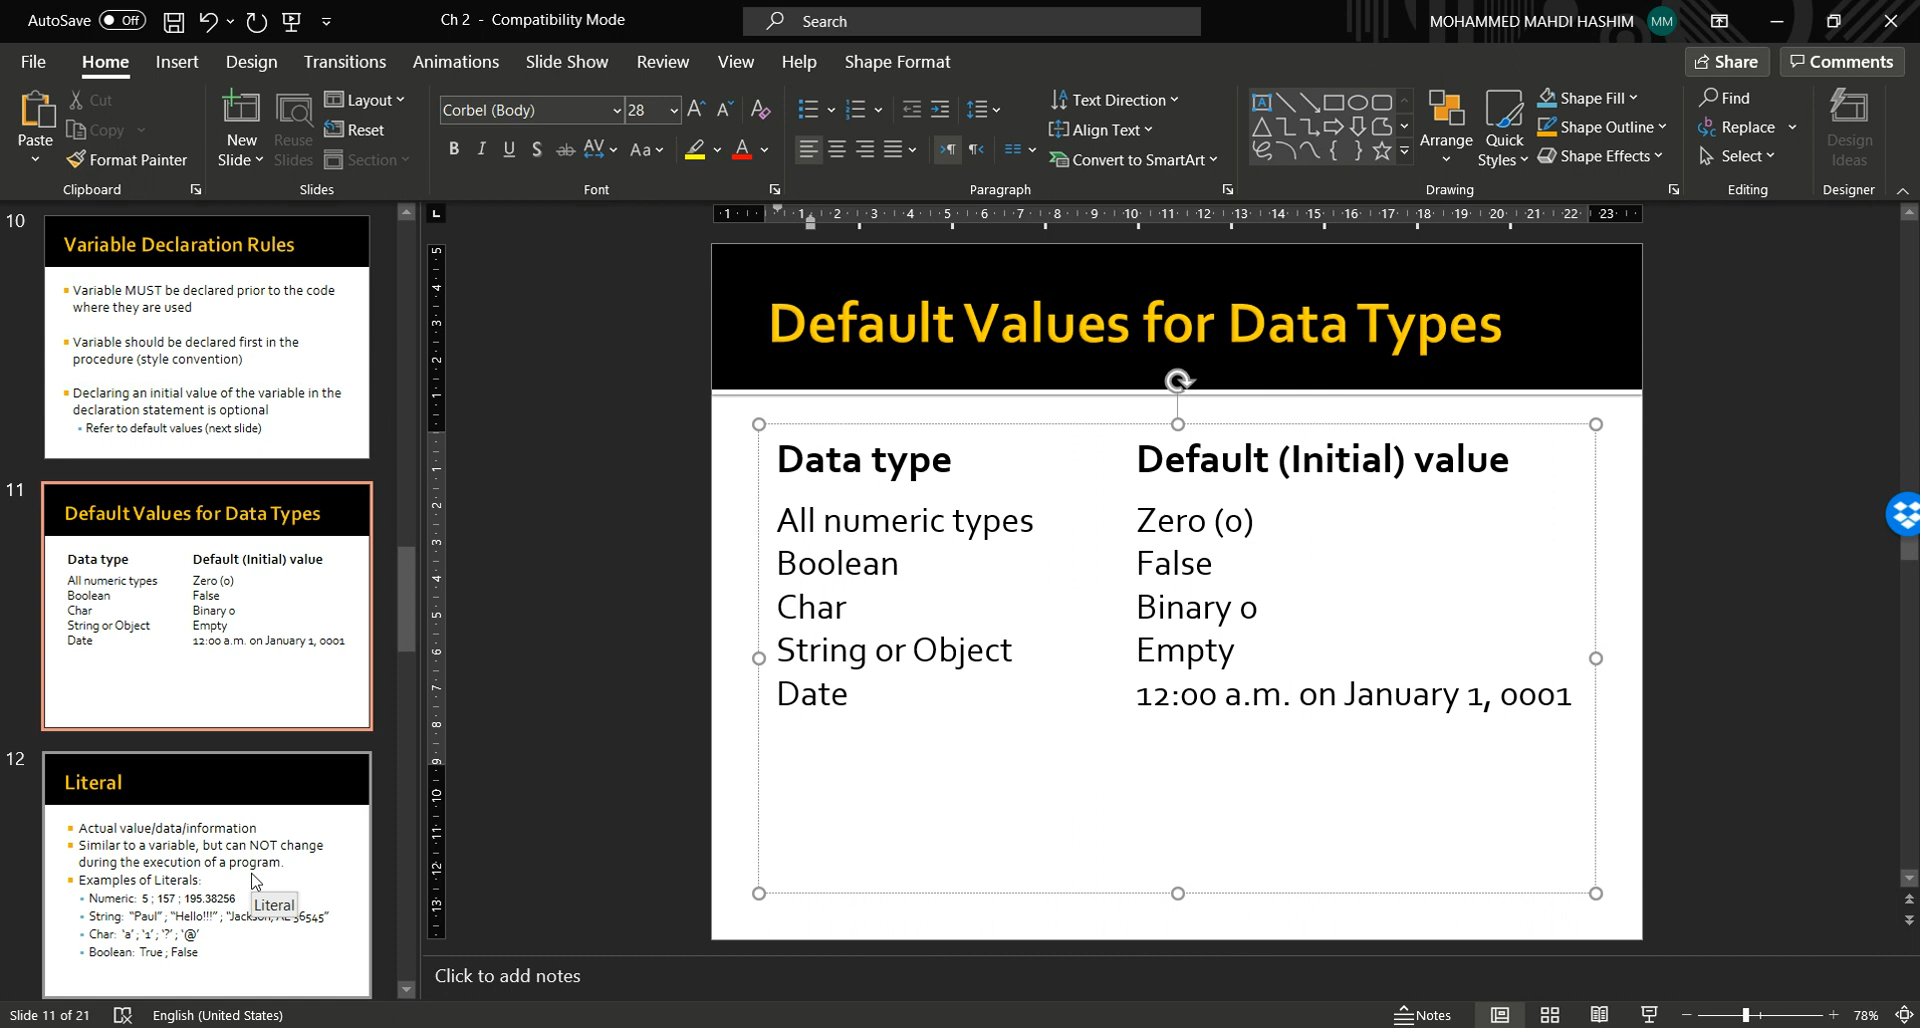 AutoSave Off
Ch 2 - Compatibility Mode
Search
MOHAMMED MAHDI HASHIM MM
File Home Insert Design Transitions Animations Slide Show Review View Help Shape Format
Share Comments
Paste
Cut
Copy
Format Painter
Clipboard
New Slide
Reuse Slides
Layout
Reset
Section
Slides
Corbel (Body) 28
Font
Text Direction
Align Text
Convert to SmartArt
Paragraph
Arrange
Quick Styles
Shape Fill
Shape Outline
Shape Effects
Drawing
Find
Replace
Select
Editing
Design Ideas
Designer
10
Variable Declaration Rules
Variable MUST be declared prior to the code
where they are used
Variable should be declared first in the
procedure (style convention)
Declaring an initial value of the variable in the
declaration statement is optional
Refer to default values (next slide)
11
Default Values for Data Types
Data type Default (Initial) value
All numeric types Zero (0)
Boolean False
Char Binary 0
String or Object Empty
Date 12:00 a.m. on January 1, 0001
12
Literal
Actual value/data/information
Similar to a variable, but can NOT change
during the execution of a program.
Examples of Literals:
Numeric: 5 ; 157 ; 195.38256
String: "Paul" ; "Hello!!!" ; "Jackson, AL 36545"
Char: 'a' ; '1' ; '?' ; '@'
Boolean: True ; False
Literal
Default Values for Data Types
Data type Default (Initial) value
All numeric types Zero (0)
Boolean False
Char Binary 0
String or Object Empty
Date 12:00 a.m. on January 1, 0001
Click to add notes
Slide 11 of 21 English (United States)
Notes 78%